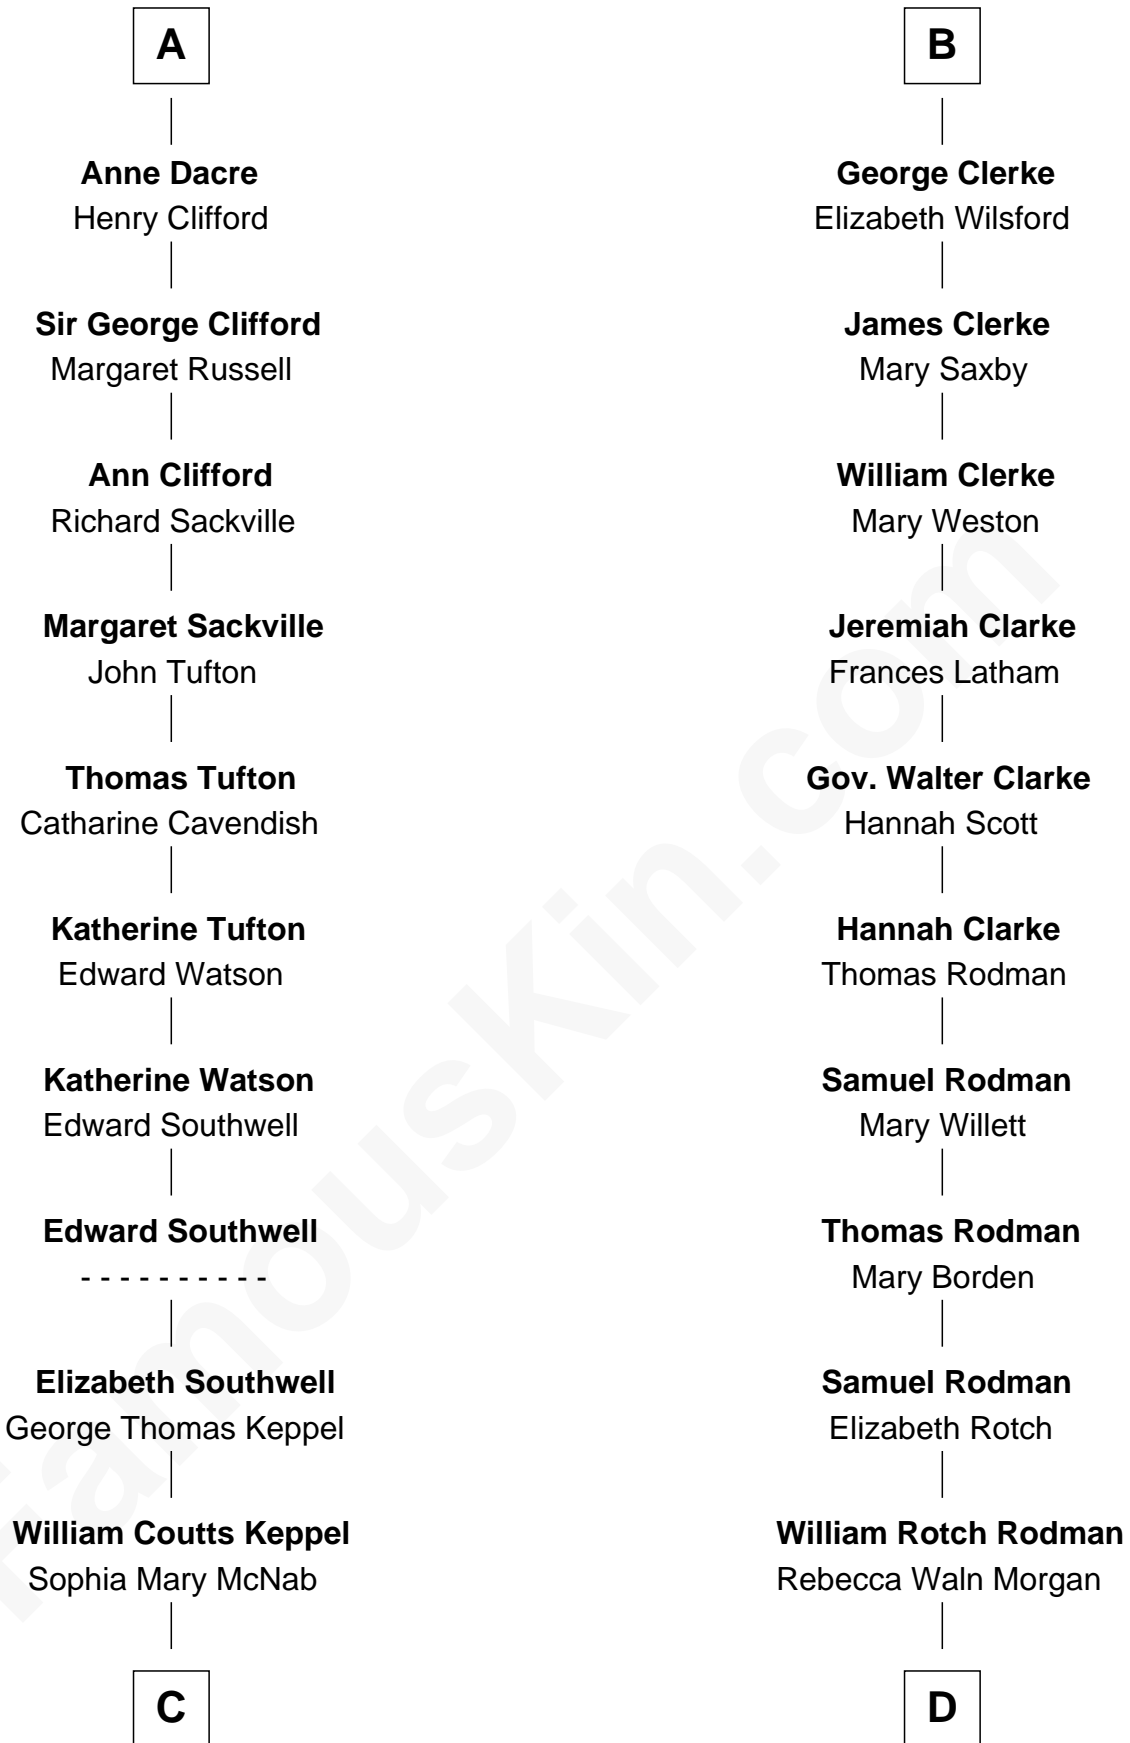 A
Anne Dacre
Henry Clifford
Sir George Clifford
Margaret Russell
Ann Clifford
Richard Sackville
Margaret Sackville
John Tufton
Thomas Tufton
Catharine Cavendish
Katherine Tufton
Edward Watson
Katherine Watson
Edward Southwell
Edward Southwell
- - - - - - - - - -
Elizabeth Southwell
George Thomas Keppel
William Coutts Keppel
Sophia Mary McNab
C
B
George Clerke
Elizabeth Wilsford
James Clerke
Mary Saxby
William Clerke
Mary Weston
Jeremiah Clarke
Frances Latham
Gov. Walter Clarke
Hannah Scott
Hannah Clarke
Thomas Rodman
Samuel Rodman
Mary Willett
Thomas Rodman
Mary Borden
Samuel Rodman
Elizabeth Rotch
William Rotch Rodman
Rebecca Waln Morgan
D
FamousKin.com